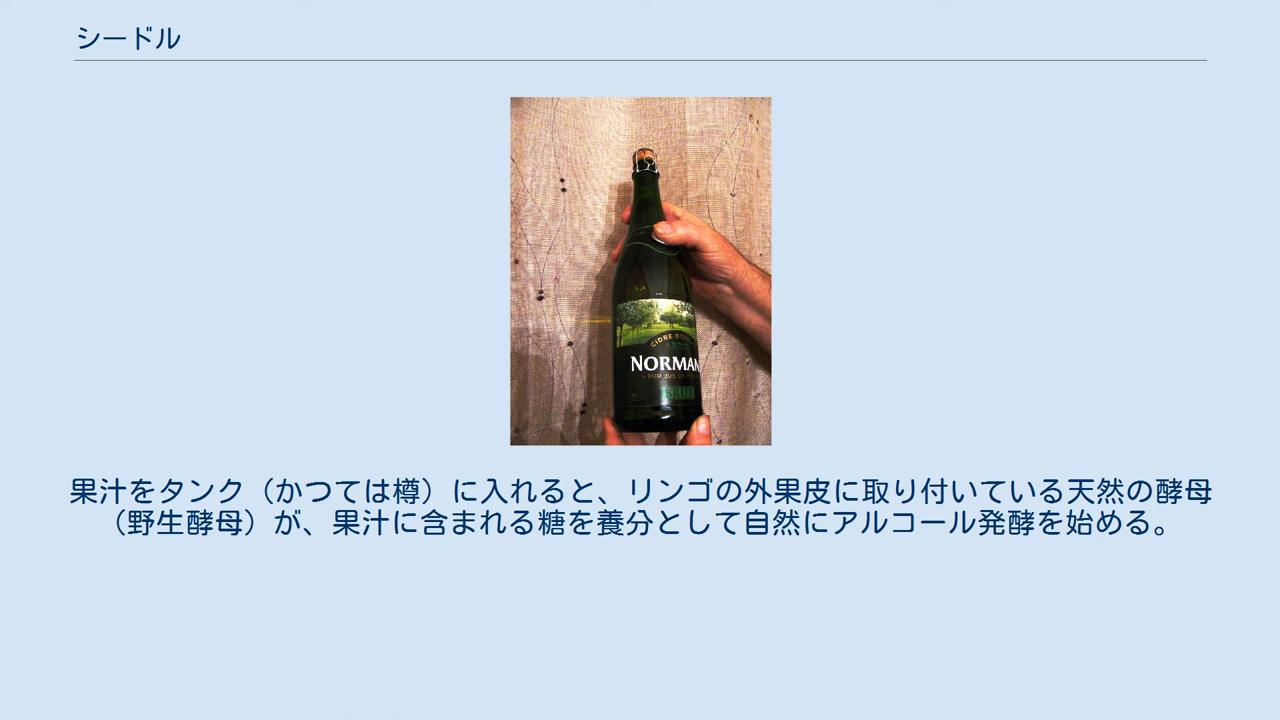 シードル
CIDRE BOU
NORMAN
BRUT
果汁をタンク（かつては樽）に入れると、リンゴの外果皮に取り付いている天然の酵母
（野生酵母）が、果汁に含まれる糖を養分として自然にアルコール発酵を始める。